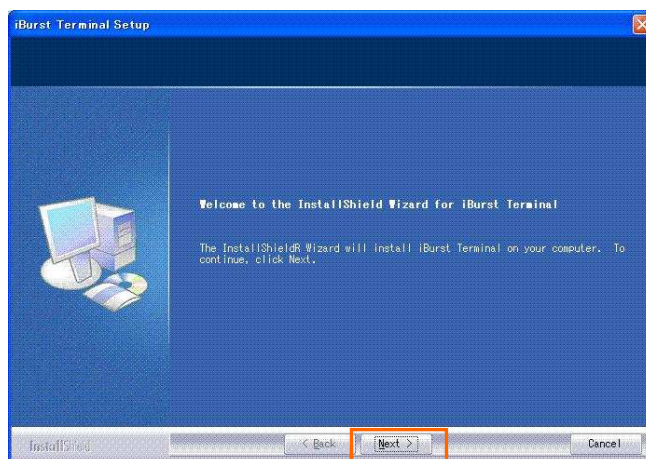 iBurst Terminal Setup
Welcome to the InstallShield Wizard for iBurst Terminal
The InstallShieldR Wizard will install iBurst Terminal on your computer. To
continue, click Next.
InstallShield
< Back
Next >
Cancel